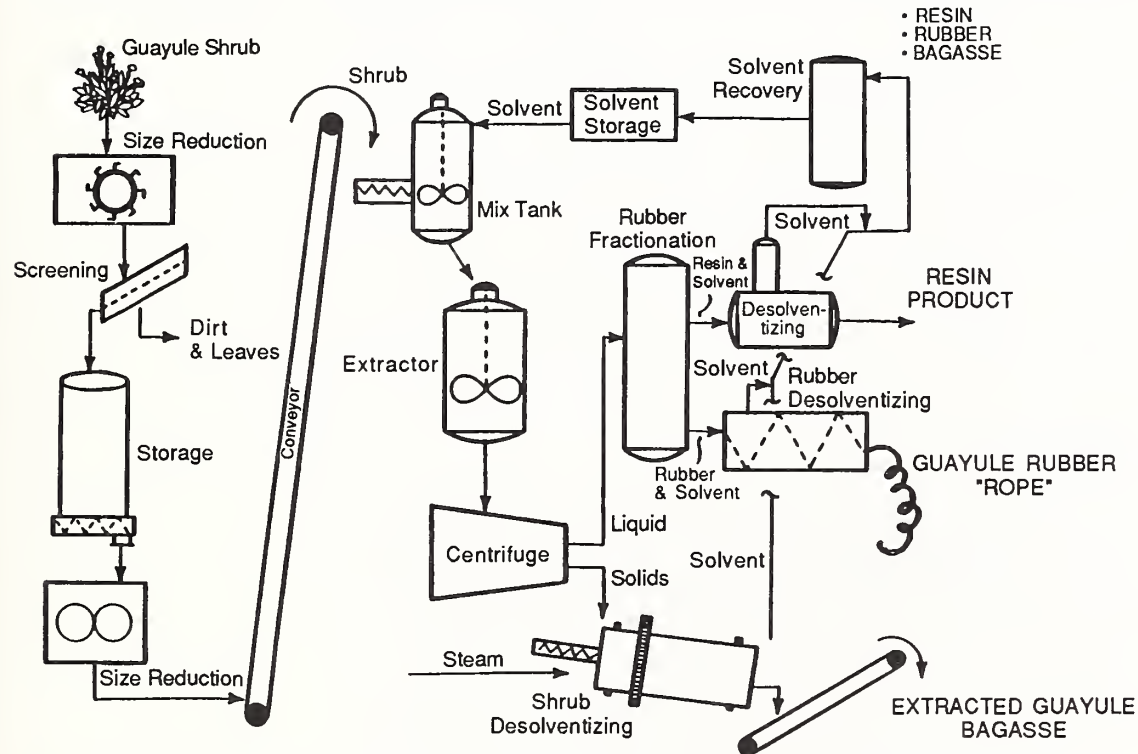 • RESIN
• RUBBER
• BAGASSE
Guayule Shrub
Size Reduction
Screening
Dirt
& Leaves
Storage
Size Reduction
Conveyor
Shrub
Solvent
Solvent
Storage
Solvent
Recovery
Mix Tank
Extractor
Centrifuge
Liquid
Solids
Rubber
Fractionation
Resin &
Solvent
Solvent
Desolven-
tizing
RESIN
PRODUCT
Solvent
Rubber
Desolventizing
Rubber
& Solvent
GUAYULE RUBBER
"ROPE"
Solvent
Steam
Shrub
Desolventizing
EXTRACTED GUAYULE
BAGASSE